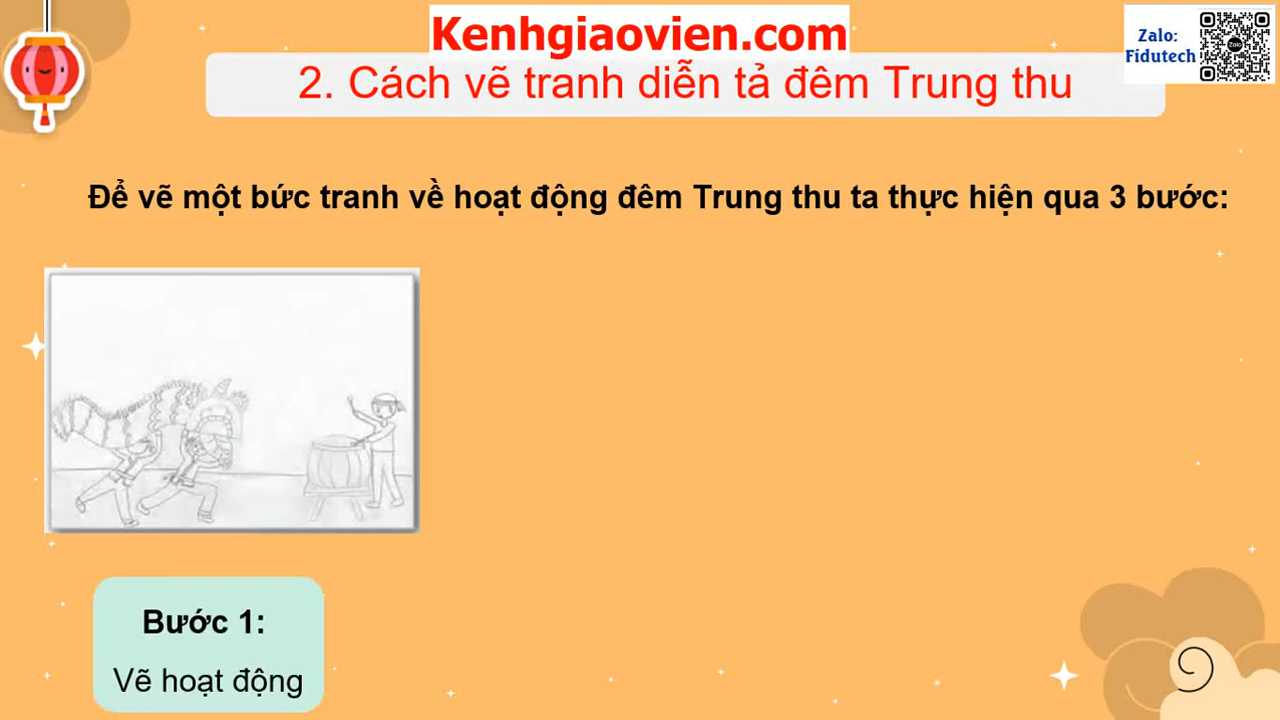 Kenhgiaovien.com
Zalo:
Fidutech
Zalo
2. Cách vẽ tranh diễn tả đêm Trung thu
Để vẽ một bức tranh về hoạt động đêm Trung thu ta thực hiện qua 3 bước:
Bước 1:
Vẽ hoạt động